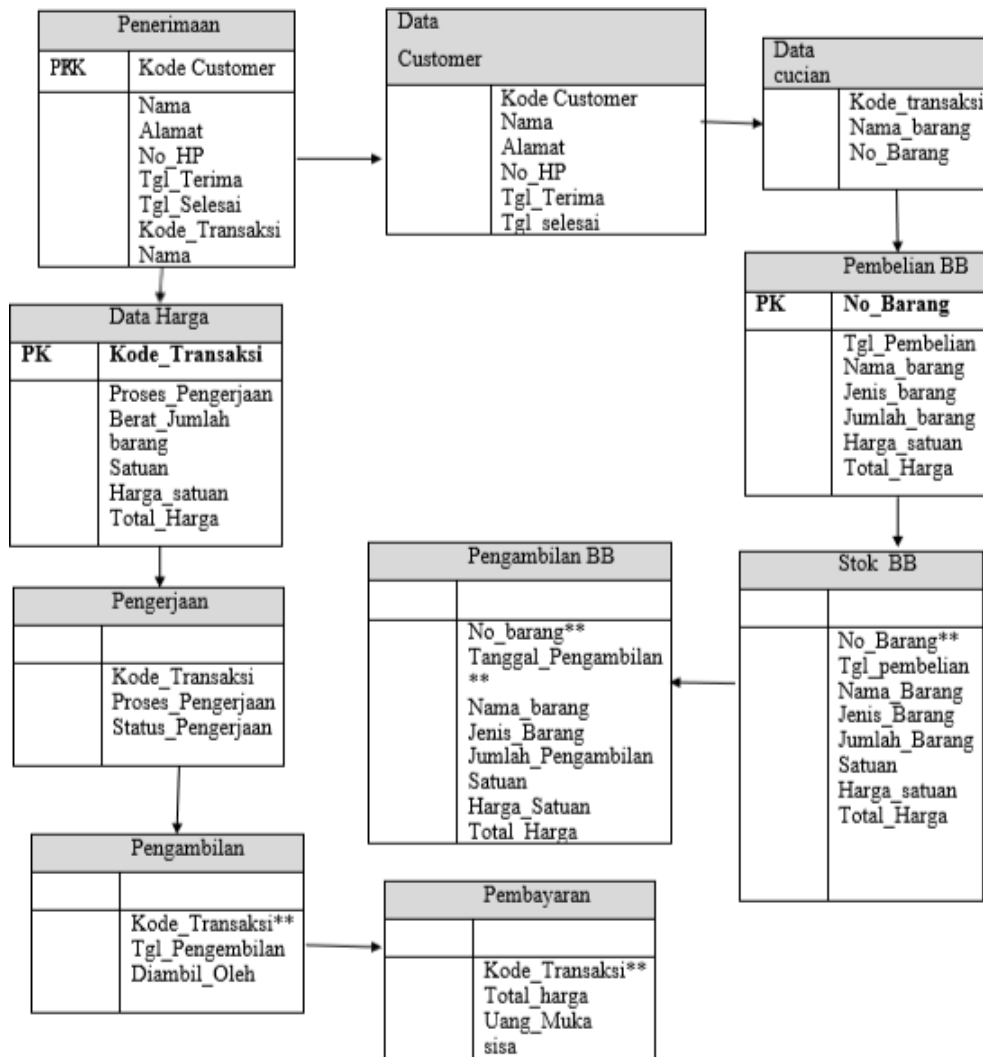 Penerimaan
PRK Kode Customer
Nama
Alamat
No_HP
Tgl_Terima
Tgl_Selesai
Kode_Transaksi
Nama
Data
Customer
Kode Customer
Nama
Alamat
No_HP
Tgl_Terima
Tgl_selesai
Data
cucian
Kode_transaksi
Nama_barang
No_Barang
Data Harga
PK Kode_Transaksi
Proses_Pengerjaan
Berat_Jumlah
barang
Satuan
Harga_satuan
Total_Harga
Pembelian BB
PK No_Barang
Tgl_Pembelian
Nama_barang
Jenis_barang
Jumlah_barang
Harga_satuan
Total_Harga
Pengerjaan
Kode_Transaksi
Proses_Pengerjaan
Status_Pengerjaan
Pengambilan BB
No_barang**
Tanggal_Pengambilan
**
Nama_barang
Jenis_Barang
Jumlah_Pengambilan
Satuan
Harga_Satuan
Total_Harga
Stok BB
No_Barang**
Tgl_pembelian
Nama_Barang
Jenis_Barang
Jumlah_Barang
Satuan
Harga_satuan
Total_Harga
Pengambilan
Kode_Transaksi**
Tgl_Pengembilan
Diambil_Oleh
Pembayaran
Kode_Transaksi**
Total_harga
Uang_Muka
sisa